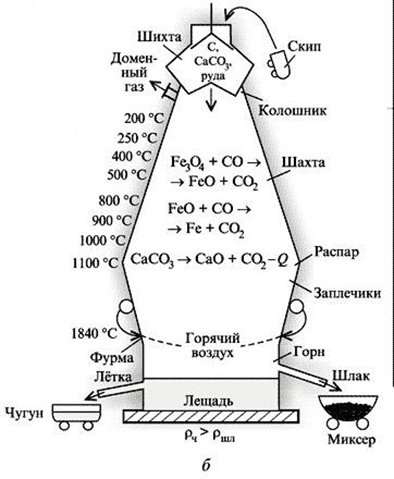 Шихта
Домен-
ный
газ
С,
CaCO₃,
руда
Скип
Колошник
200 °C
250 °C
400 °C
500 °C
800 °C
900 °C
1000 °C
1100 °C
Fe₃O₄ + CO →
→ FeO + CO₂
Шахта
FeO + CO →
→ Fe + CO₂
CaCO₃ → CaO + CO₂–Q
Распар
Заплечики
1840 °C
Горячий
воздух
Фурма
Горн
Лётка
Шлак
Чугун
Лещадь
Миксер
ρч > ρшл
б